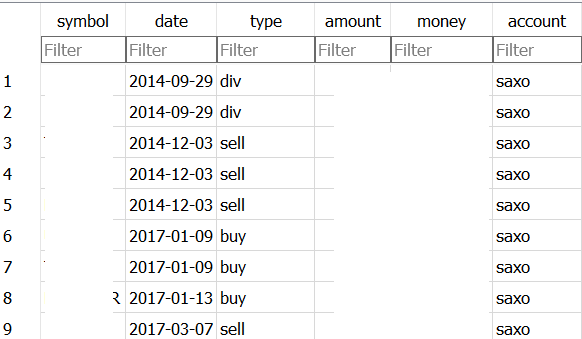 symbol date type amount money account
Filter Filter Filter Filter Filter Filter
1 2014-09-29 div saxo
2 2014-09-29 div saxo
3 2014-12-03 sell saxo
4 2014-12-03 sell saxo
5 2014-12-03 sell saxo
6 2017-01-09 buy saxo
7 2017-01-09 buy saxo
8 R 2017-01-13 buy saxo
9 2017-03-07 sell saxo